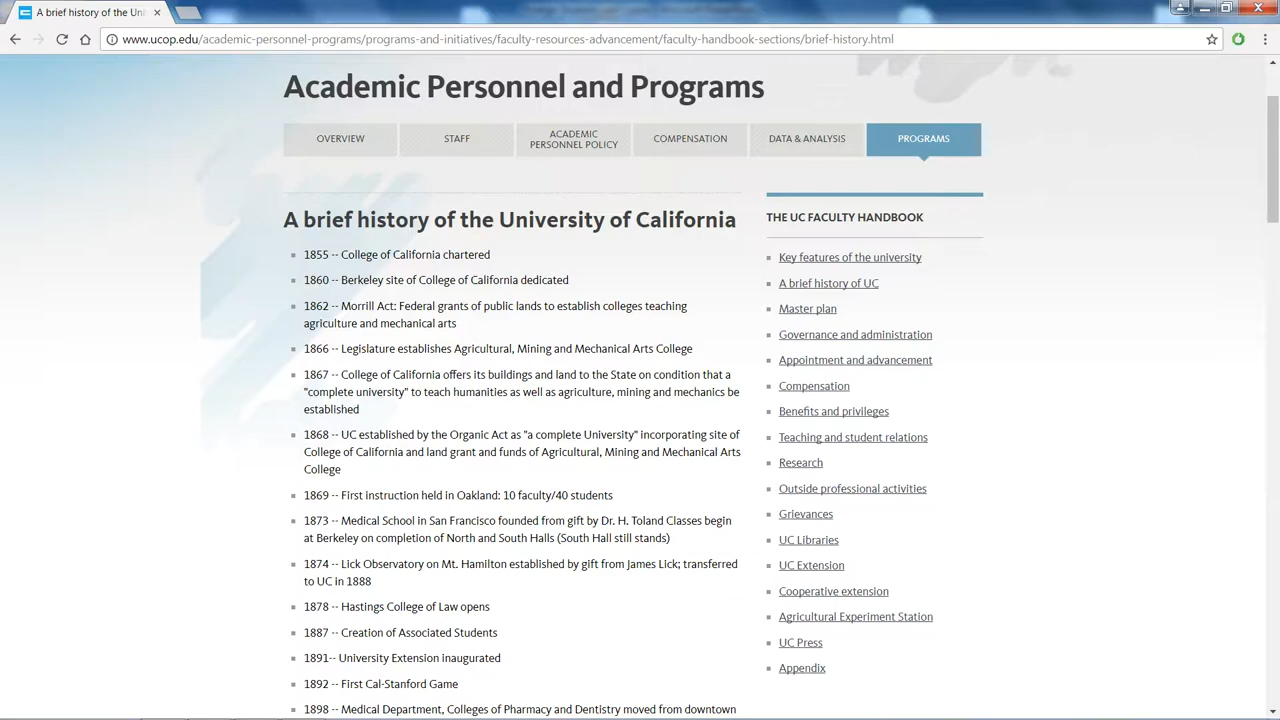 A brief history of the Uni
www.ucop.edu/academic-personnel-programs/programs-and-initiatives/faculty-resources-advancement/faculty-handbook-sections/brief-history.html
Academic Personnel and Programs
OVERVIEW
STAFF
ACADEMIC
PERSONNEL POLICY
COMPENSATION
DATA & ANALYSIS
PROGRAMS
A brief history of the University of California
1855 -- College of California chartered
1860 -- Berkeley site of College of California dedicated
1862 -- Morrill Act: Federal grants of public lands to establish colleges teaching
agriculture and mechanical arts
1866 -- Legislature establishes Agricultural, Mining and Mechanical Arts College
1867 -- College of California offers its buildings and land to the State on condition that a
"complete university" to teach humanities as well as agriculture, mining and mechanics be
established
1868 -- UC established by the Organic Act as "a complete University" incorporating site of
College of California and land grant and funds of Agricultural, Mining and Mechanical Arts
College
1869 -- First instruction held in Oakland: 10 faculty/40 students
1873 -- Medical School in San Francisco founded from gift by Dr. H. Toland Classes begin
at Berkeley on completion of North and South Halls (South Hall still stands)
1874 -- Lick Observatory on Mt. Hamilton established by gift from James Lick; transferred
to UC in 1888
1878 -- Hastings College of Law opens
1887 -- Creation of Associated Students
1891-- University Extension inaugurated
1892 -- First Cal-Stanford Game
1898 -- Medical Department, Colleges of Pharmacy and Dentistry moved from downtown
THE UC FACULTY HANDBOOK
Key features of the university
A brief history of UC
Master plan
Governance and administration
Appointment and advancement
Compensation
Benefits and privileges
Teaching and student relations
Research
Outside professional activities
Grievances
UC Libraries
UC Extension
Cooperative extension
Agricultural Experiment Station
UC Press
Appendix